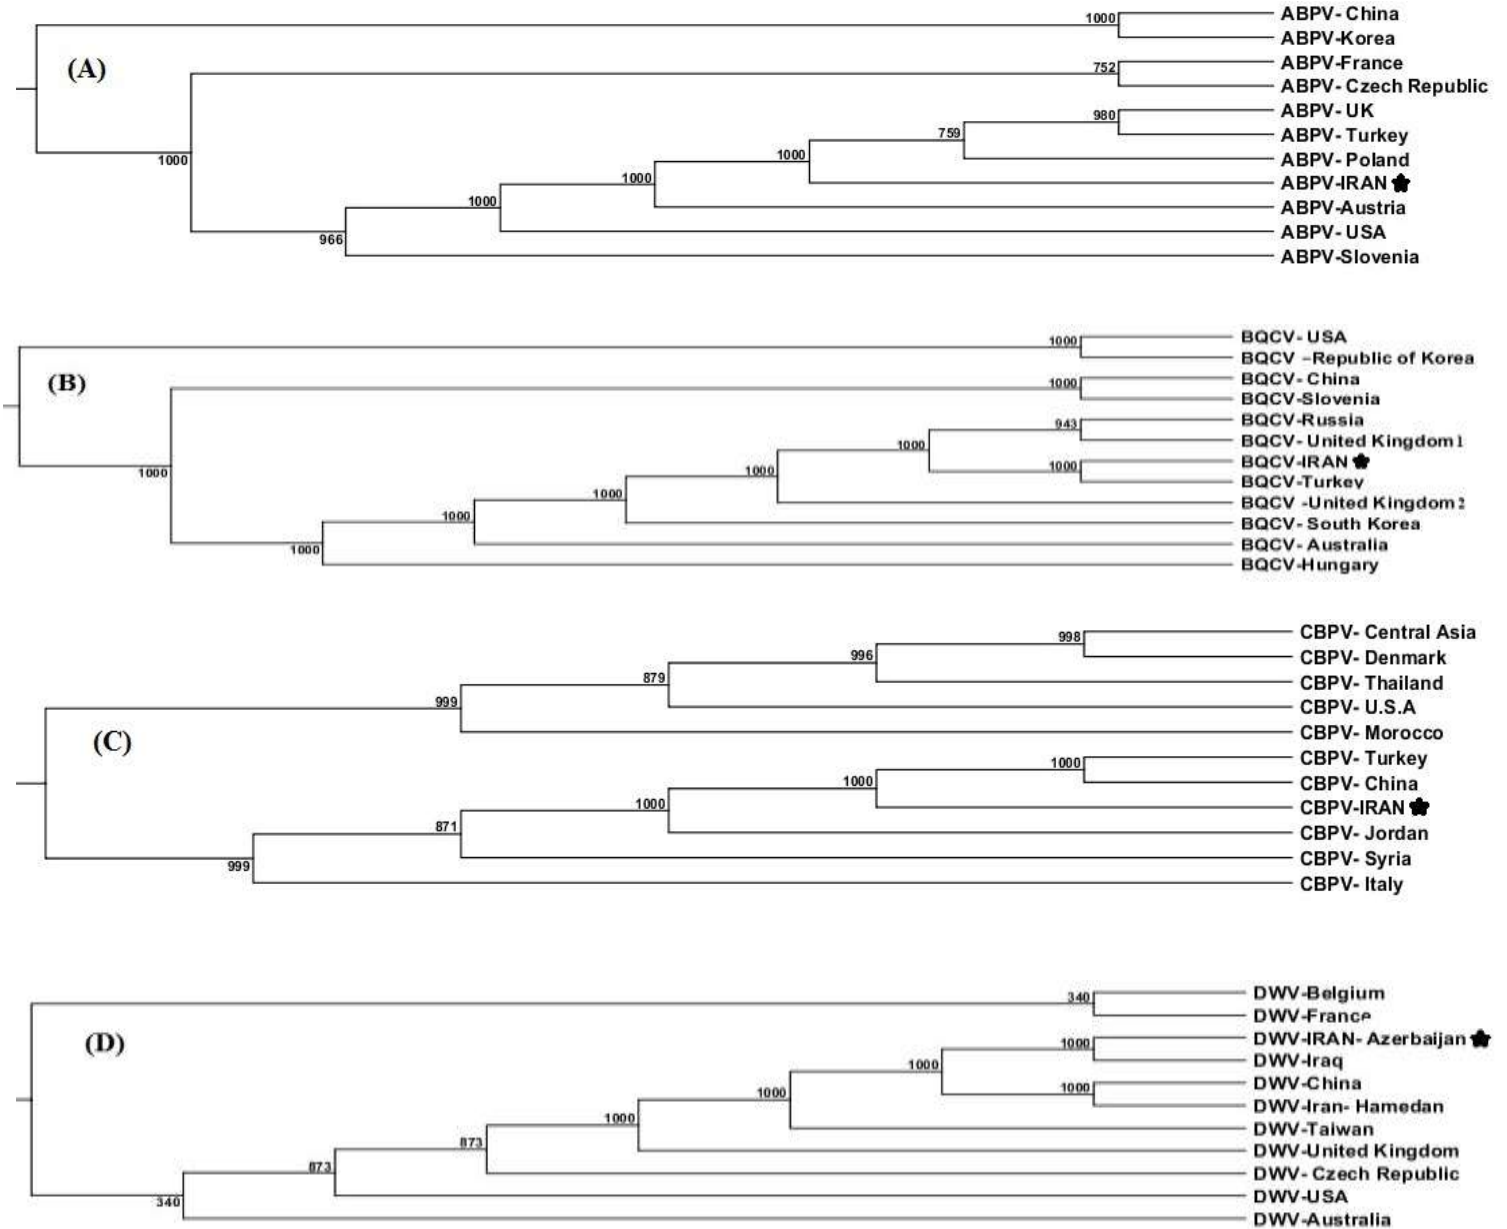 1000
ABPV- China
ABPV-Korea
(A)
752
ABPV-France
ABPV- Czech Republic
980
ABPV- UK
759
ABPV- Turkey
1000
ABPV- Poland
1000
1000
ABPV-IRAN
1000
ABPV-Austria
966
ABPV- USA
ABPV-Slovenia
1000
BQCV- USA
BQCV -Republic of Korea
(B)
1000
BQCV- China
BQCV-Slovenia
943
BQCV-Russia
1000
BQCV- United Kingdom1
1000
BQCV-IRAN
1000
1000
BQCV-Turkey
1000
BQCV -United Kingdom2
1000
BQCV- South Korea
1000
BQCV- Australia
BQCV-Hungary
998
CBPV- Central Asia
996
CBPV- Denmark
879
CBPV- Thailand
999
CBPV- U.S.A
CBPV- Morocco
(C)
1000
CBPV- Turkey
1000
CBPV- China
1000
CBPV-IRAN
871
CBPV- Jordan
999
CBPV- Syria
CBPV- Italy
340
DWV-Belgium
DWV-France
(D)
1000
DWV-IRAN- Azerbaijan
1000
DWV-Iraq
1000
1000
DWV-China
DWV-Iran- Hamedan
1000
DWV-Taiwan
873
DWV-United Kingdom
873
DWV- Czech Republic
340
DWV-USA
DWV-Australia